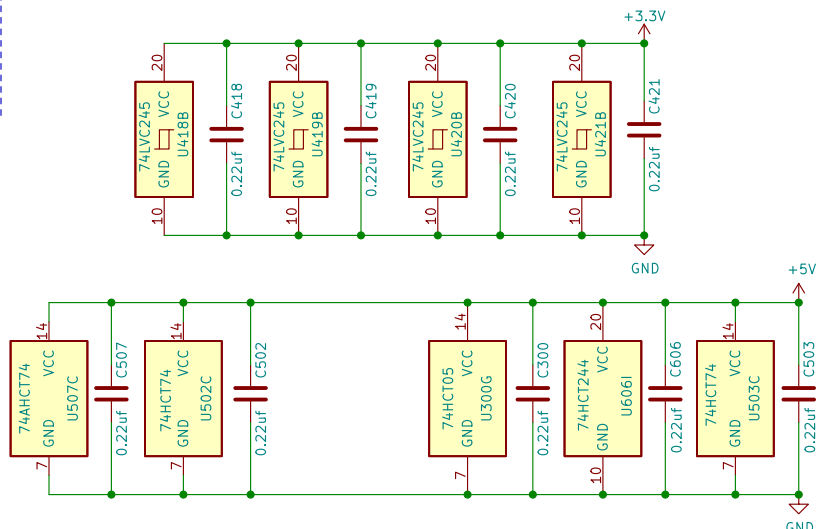 +3.3V
20
74LVC245
VCC
GND
U418B
10
C418
0.22uf
20
74LVC245
VCC
GND
U419B
10
C419
0.22uf
20
74LVC245
VCC
GND
U420B
10
C420
0.22uf
20
74LVC245
VCC
GND
U421B
10
C421
0.22uf
GND
+5V
14
74AHCT74
VCC
GND
U507C
7
C507
0.22uf
14
74HCT74
VCC
GND
U502C
7
C502
0.22uf
14
74HCT05
VCC
GND
U300G
7
C300
0.22uf
20
74HCT244
VCC
GND
U606I
10
C606
0.22uf
14
74HCT74
VCC
GND
U503C
7
C503
0.22uf
GND